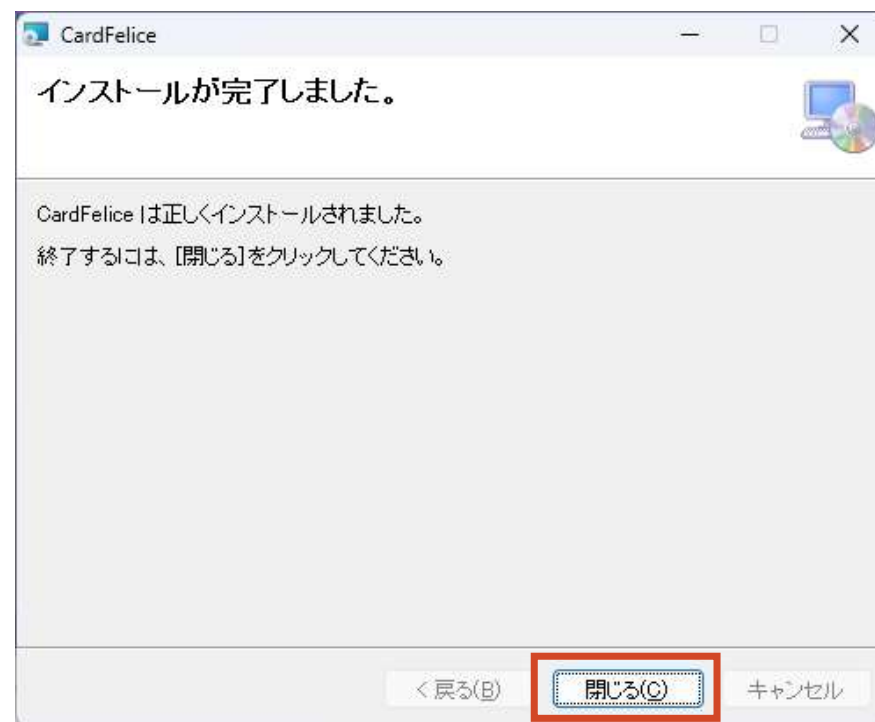 CardFelice
インストールが完了しました。
CardFelice は正しくインストールされました。
終了するには、[閉じる]をクリックしてください。
< 戻る(B)
閉じる(C)
キャンセル